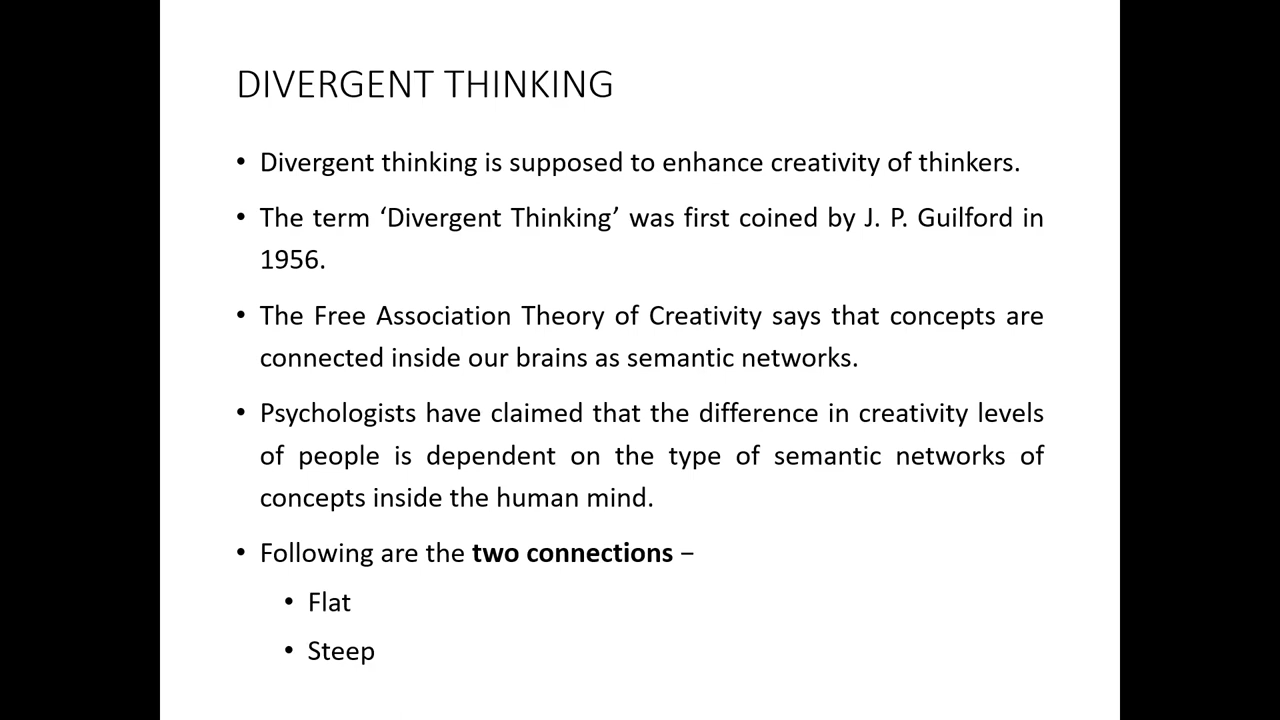 DIVERGENT THINKING
• Divergent thinking is supposed to enhance creativity of thinkers.
• The term ‘Divergent Thinking’ was first coined by J. P. Guilford in
1956.
• The Free Association Theory of Creativity says that concepts are
connected inside our brains as semantic networks.
• Psychologists have claimed that the difference in creativity levels
of people is dependent on the type of semantic networks of
concepts inside the human mind.
• Following are the two connections −
• Flat
• Steep